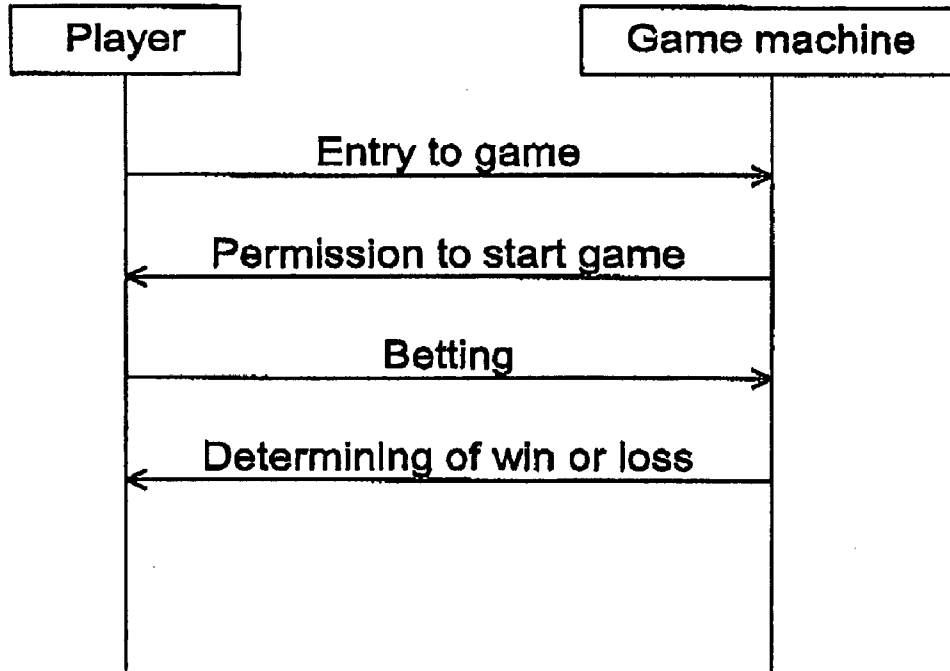 Player
Game machine
Entry to game
Permission to start game
Betting
Determining of win or loss